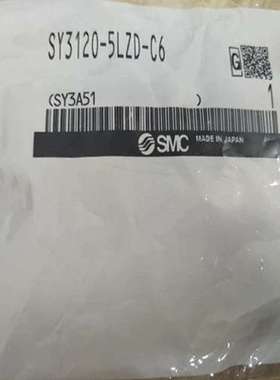 SY3120-5LZD-C6
G
(SY3A51 )
1
SMC MADE IN JAPAN